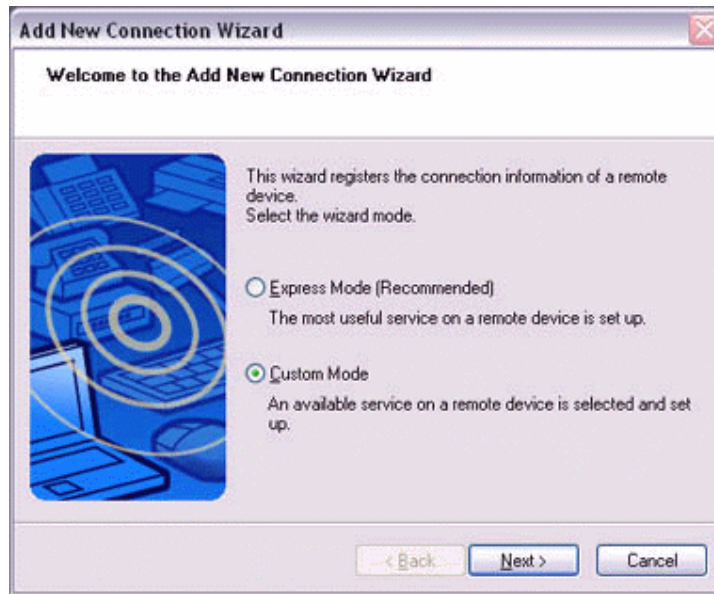 Add New Connection Wizard
Welcome to the Add New Connection Wizard
This wizard registers the connection information of a remote
device.
Select the wizard mode.
Express Mode (Recommended)
The most useful service on a remote device is set up.
Custom Mode
An available service on a remote device is selected and set
up.
< Back
Next >
Cancel